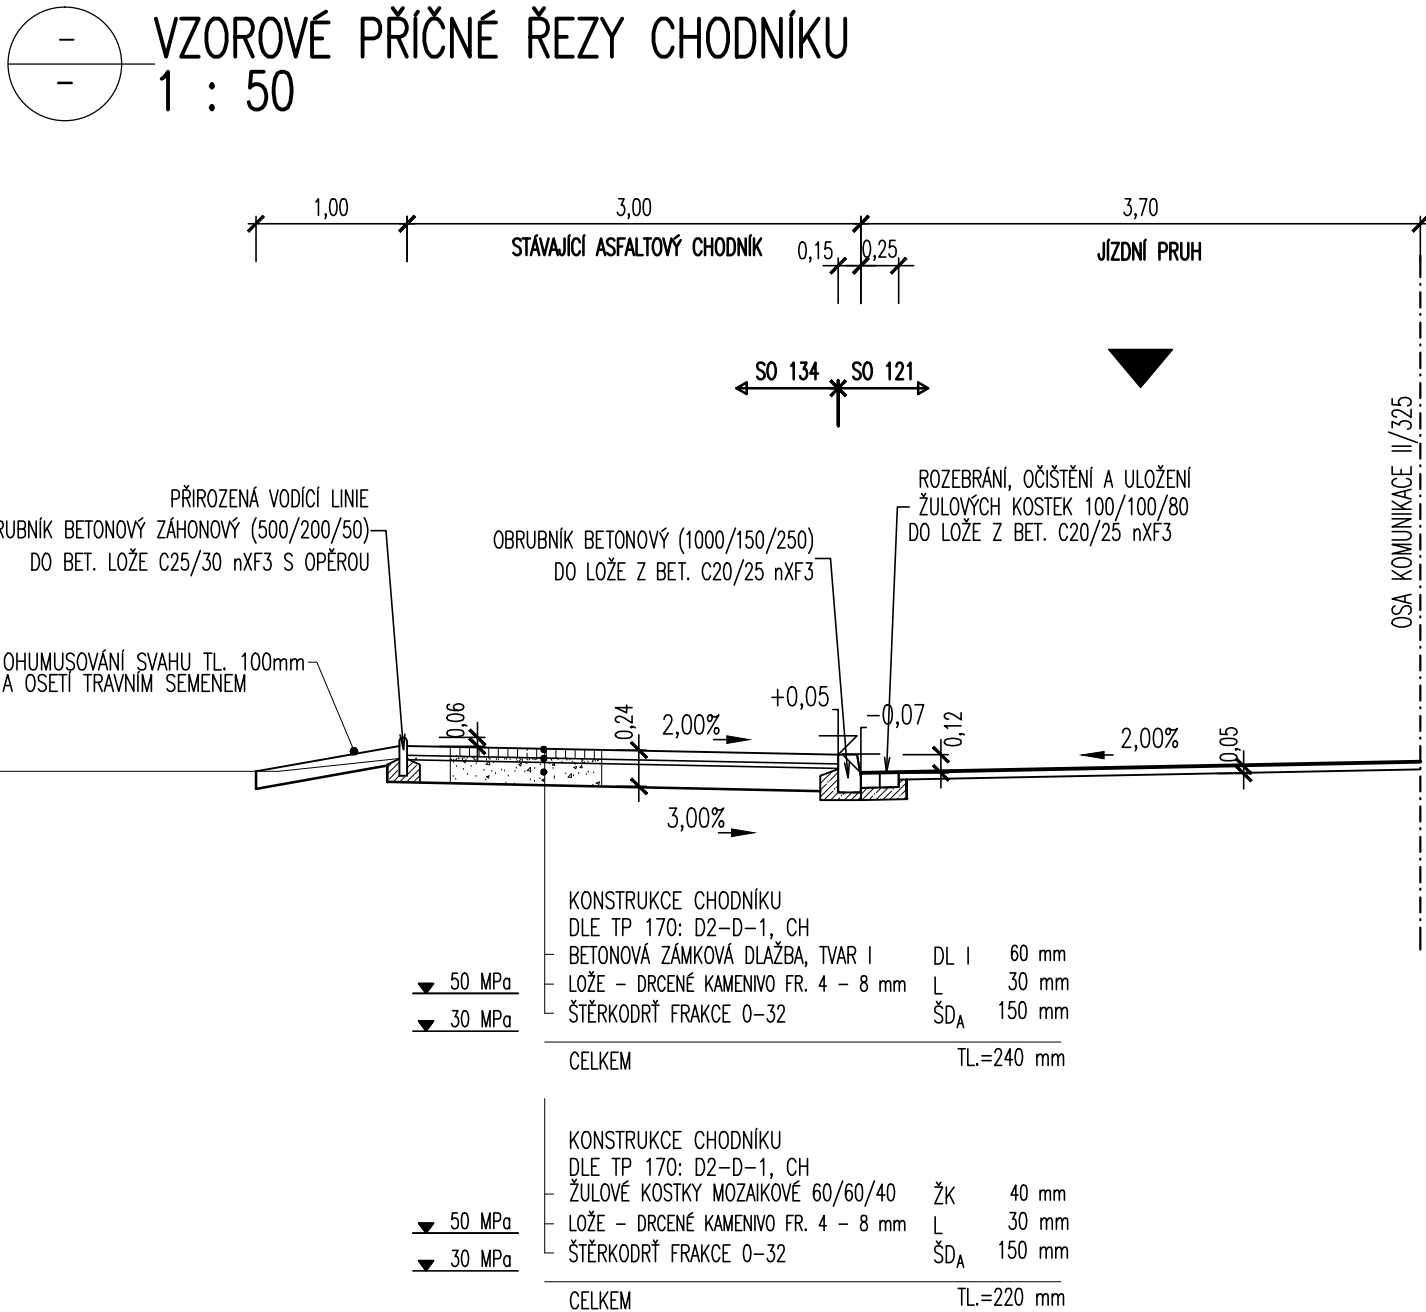 VZOROVÉ PŘÍČNÉ ŘEZY CHODNÍKU
1 : 50
1,00
3,00
3,70
STÁVAJÍCÍ ASFALTOVÝ CHODNÍK
0,15
0,25
JÍZDNÍ PRUH
SO 134
SO 121
OSA KOMUNIKACE II/325
PŘIROZENÁ VODÍCÍ LINIE
RUBNÍK BETONOVÝ ZÁHONOVÝ (500/200/50)
DO BET. LOŽE C25/30 nXF3 S OPĚROU
OBRUBNÍK BETONOVÝ (1000/150/250)
DO LOŽE Z BET. C20/25 nXF3
ROZEBRÁNÍ, OČIŠTĚNÍ A ULOŽENÍ
ŽULOVÝCH KOSTEK 100/100/80
DO LOŽE Z BET. C20/25 nXF3
OHUMUSOVÁNÍ SVAHU TL. 100mm
A OSETÍ TRAVNÍM SEMENEM
0,06
0,24
2,00%
+0,05
-0,07
0,12
2,00%
0,05
3,00%
KONSTRUKCE CHODNÍKU
DLE TP 170: D2-D-1, CH
BETONOVÁ ZÁMKOVÁ DLAŽBA, TVAR I DL I 60 mm
50 MPa LOŽE - DRCENÉ KAMENIVO FR. 4 - 8 mm L 30 mm
30 MPa ŠTĚRKODRŤ FRAKCE 0-32 ŠDA 150 mm
CELKEM TL.=240 mm
KONSTRUKCE CHODNÍKU
DLE TP 170: D2-D-1, CH
ŽULOVÉ KOSTKY MOZAIKOVÉ 60/60/40 ŽK 40 mm
50 MPa LOŽE - DRCENÉ KAMENIVO FR. 4 - 8 mm L 30 mm
30 MPa ŠTĚRKODRŤ FRAKCE 0-32 ŠDA 150 mm
CELKEM TL.=220 mm